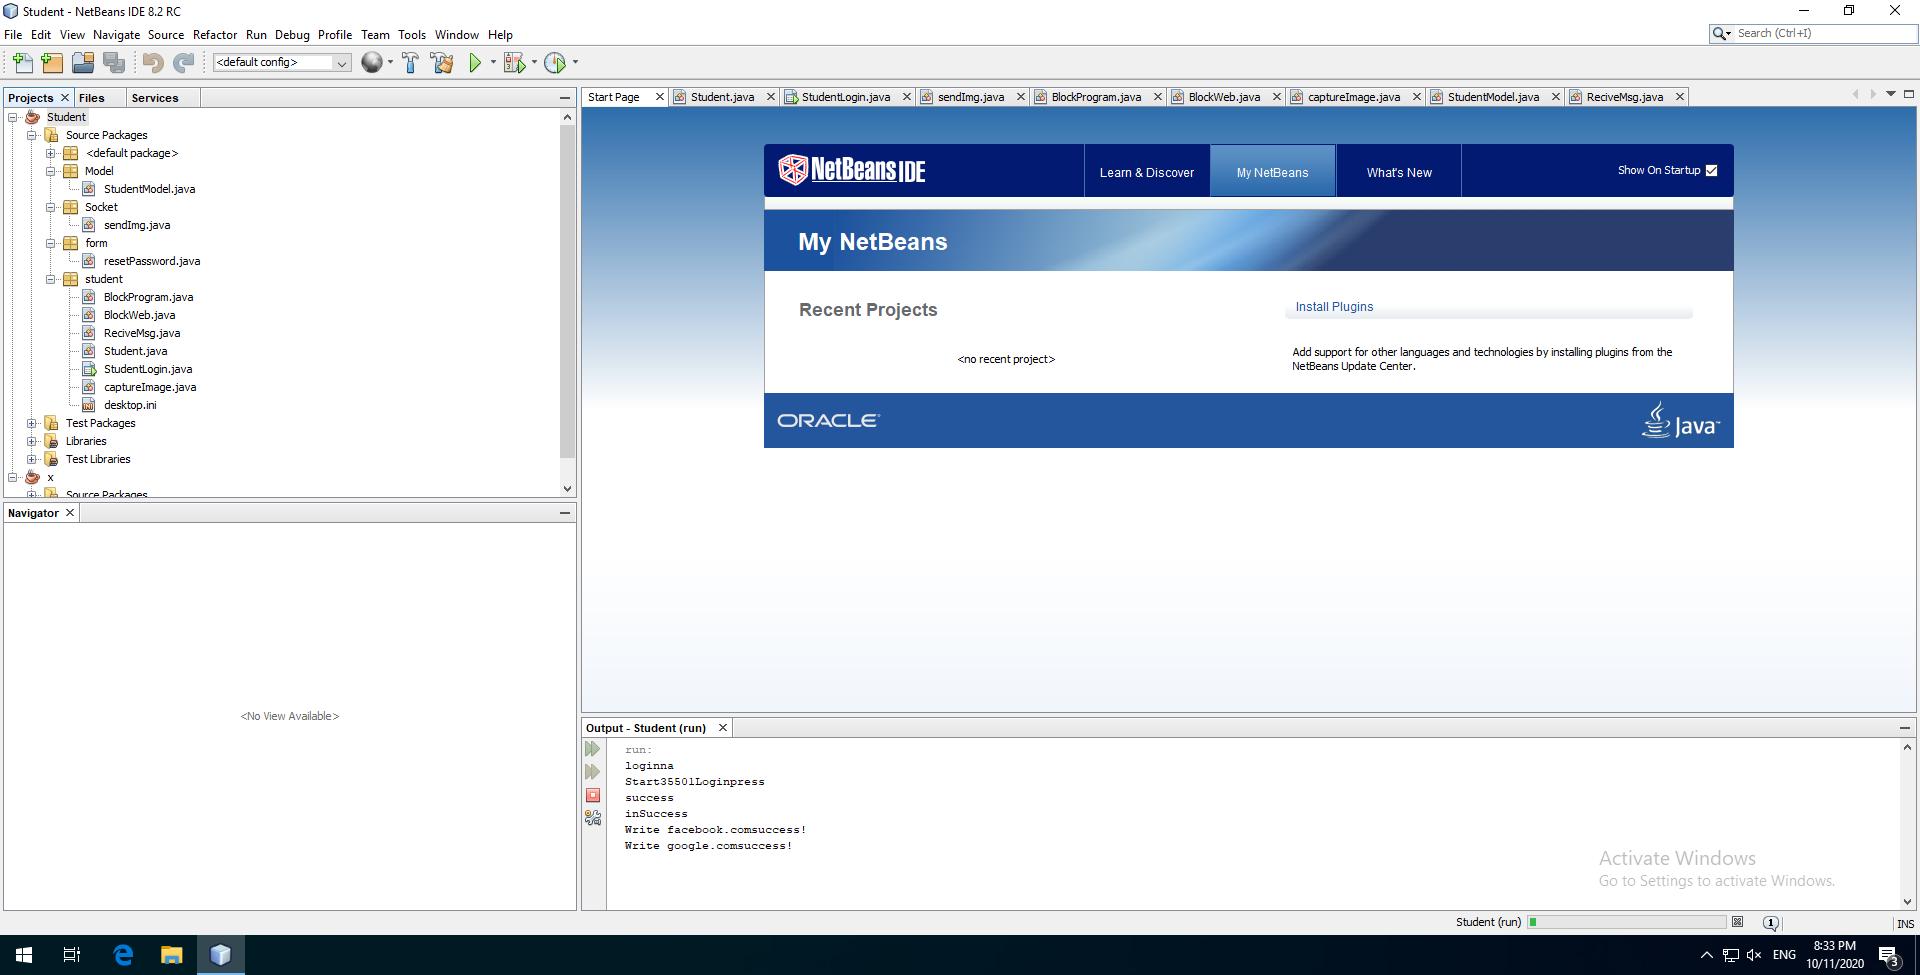 Student - NetBeans IDE 8.2 RC
File Edit View Navigate Source Refactor Run Debug Profile Team Tools Window Help
Search (Ctrl+I)
<default config>
Projects Files Services
Start Page Student.java StudentLogin.java sendImg.java BlockProgram.java BlockWeb.java captureImage.java StudentModel.java ReciveMsg.java
Student
Source Packages
<default package>
Model
StudentModel.java
Socket
sendImg.java
form
resetPassword.java
student
BlockProgram.java
BlockWeb.java
ReciveMsg.java
Student.java
StudentLogin.java
captureImage.java
desktop.ini
Test Packages
Libraries
Test Libraries
x
Source Packages
Navigator
<No View Available>
NetBeans IDE
Learn & Discover My NetBeans What's New Show On Startup
My NetBeans
Recent Projects
<no recent project>
Install Plugins
Add support for other languages and technologies by installing plugins from the
NetBeans Update Center.
ORACLE
Java
Output - Student (run)
run:
loginna
Start35501Loginpress
success
inSuccess
Write facebook.comsuccess!
Write google.comsuccess!
Activate Windows
Go to Settings to activate Windows.
Student (run) 1 INS
ENG 8:33 PM
10/11/2020
3